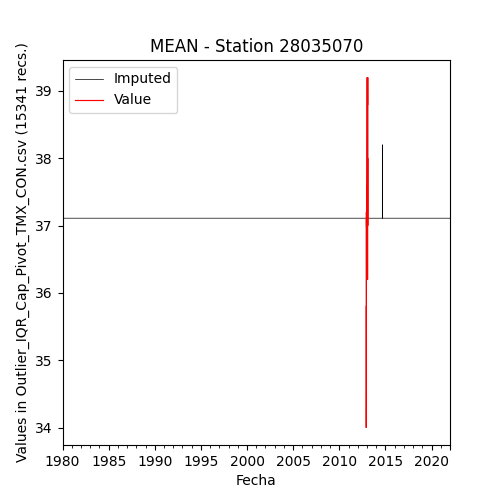 MEAN - Station 28035070
Imputed
Value
Values in Outlier_IQR_Cap_Pivot_TMX_CON.csv (15341 recs.)
39
38
37
36
35
34
1980 1985 1990 1995 2000 2005 2010 2015 2020
Fecha